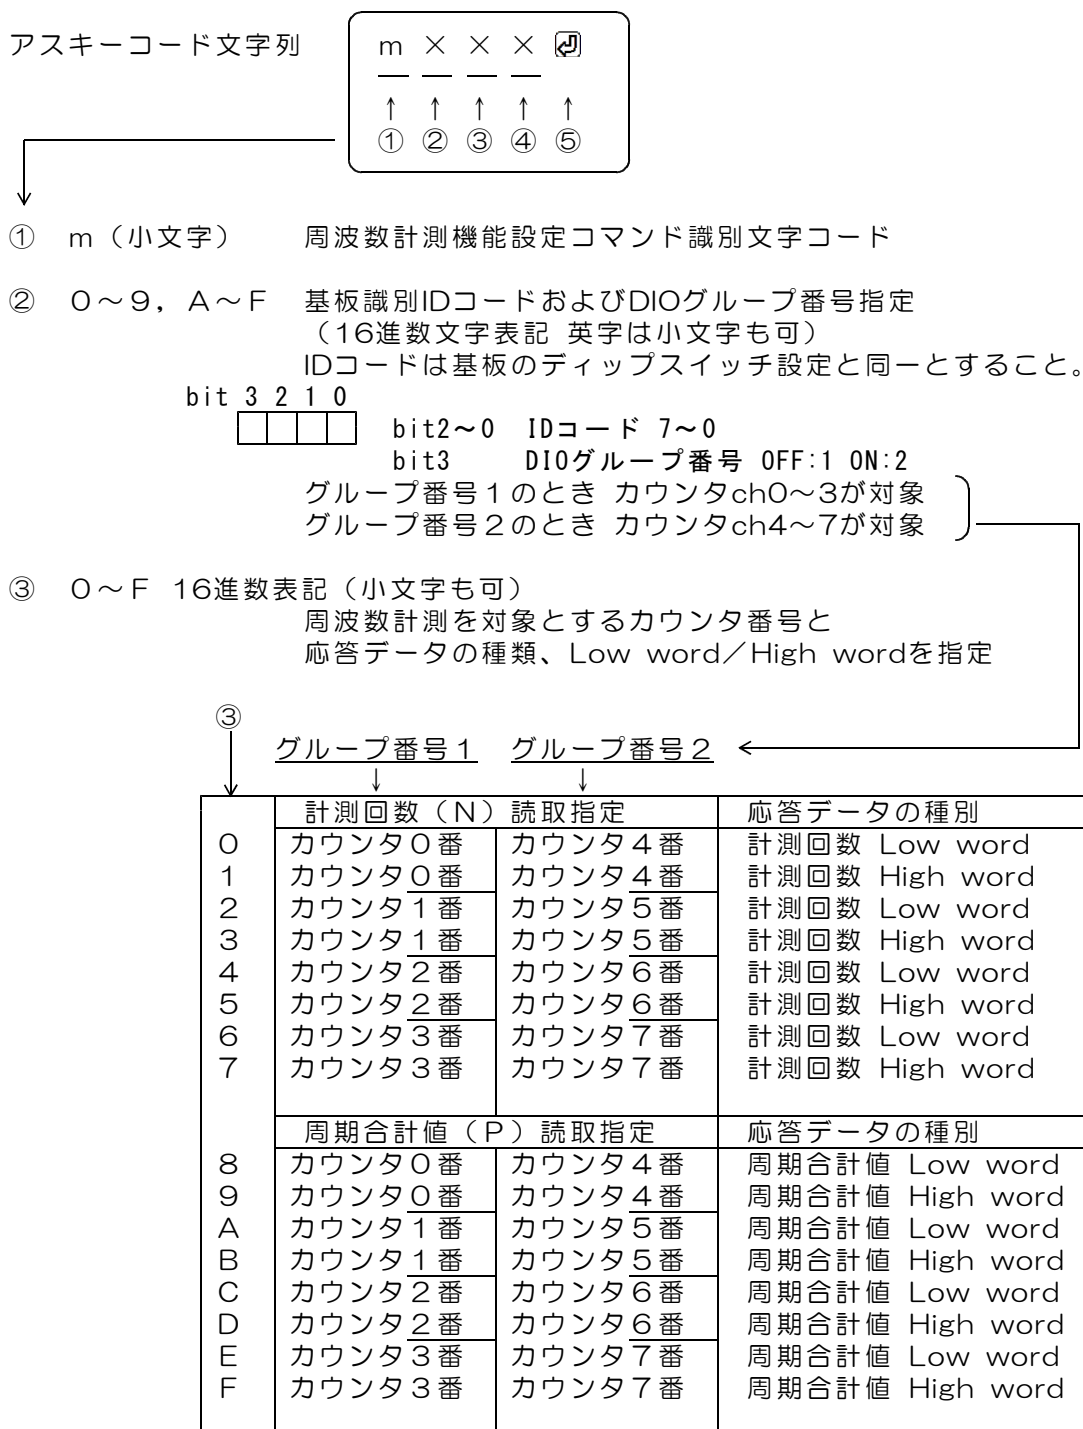 アスキーコード文字列 m × × × ⏎
↑ ↑ ↑ ↑ ↑
① ② ③ ④ ⑤
① m（小文字） 周波数計測機能設定コマンド識別文字コード
② 0～9，A～F 基板識別IDコードおよびDIOグループ番号指定
（16進数文字表記 英字は小文字も可）
IDコードは基板のディップスイッチ設定と同一とすること。
bit 3 2 1 0
bit2～0 IDコード 7～0
bit3 DIOグループ番号 OFF:1 ON:2
グループ番号１のとき カウンタch0～3が対象
グループ番号２のとき カウンタch4～7が対象
③ 0～F 16進数表記（小文字も可）
周波数計測を対象とするカウンタ番号と
応答データの種類、Low word／High wordを指定
③
グループ番号１ グループ番号２ ←
↓ ↓
計測回数（N）読取指定 応答データの種別
0 カウンタ０番 カウンタ４番 計測回数 Low word
1 カウンタ０番 カウンタ４番 計測回数 High word
2 カウンタ１番 カウンタ５番 計測回数 Low word
3 カウンタ１番 カウンタ５番 計測回数 High word
4 カウンタ２番 カウンタ６番 計測回数 Low word
5 カウンタ２番 カウンタ６番 計測回数 High word
6 カウンタ３番 カウンタ７番 計測回数 Low word
7 カウンタ３番 カウンタ７番 計測回数 High word
周期合計値（P）読取指定 応答データの種別
8 カウンタ０番 カウンタ４番 周期合計値 Low word
9 カウンタ０番 カウンタ４番 周期合計値 High word
A カウンタ１番 カウンタ５番 周期合計値 Low word
B カウンタ１番 カウンタ５番 周期合計値 High word
C カウンタ２番 カウンタ６番 周期合計値 Low word
D カウンタ２番 カウンタ６番 周期合計値 High word
E カウンタ３番 カウンタ７番 周期合計値 Low word
F カウンタ３番 カウンタ７番 周期合計値 High word